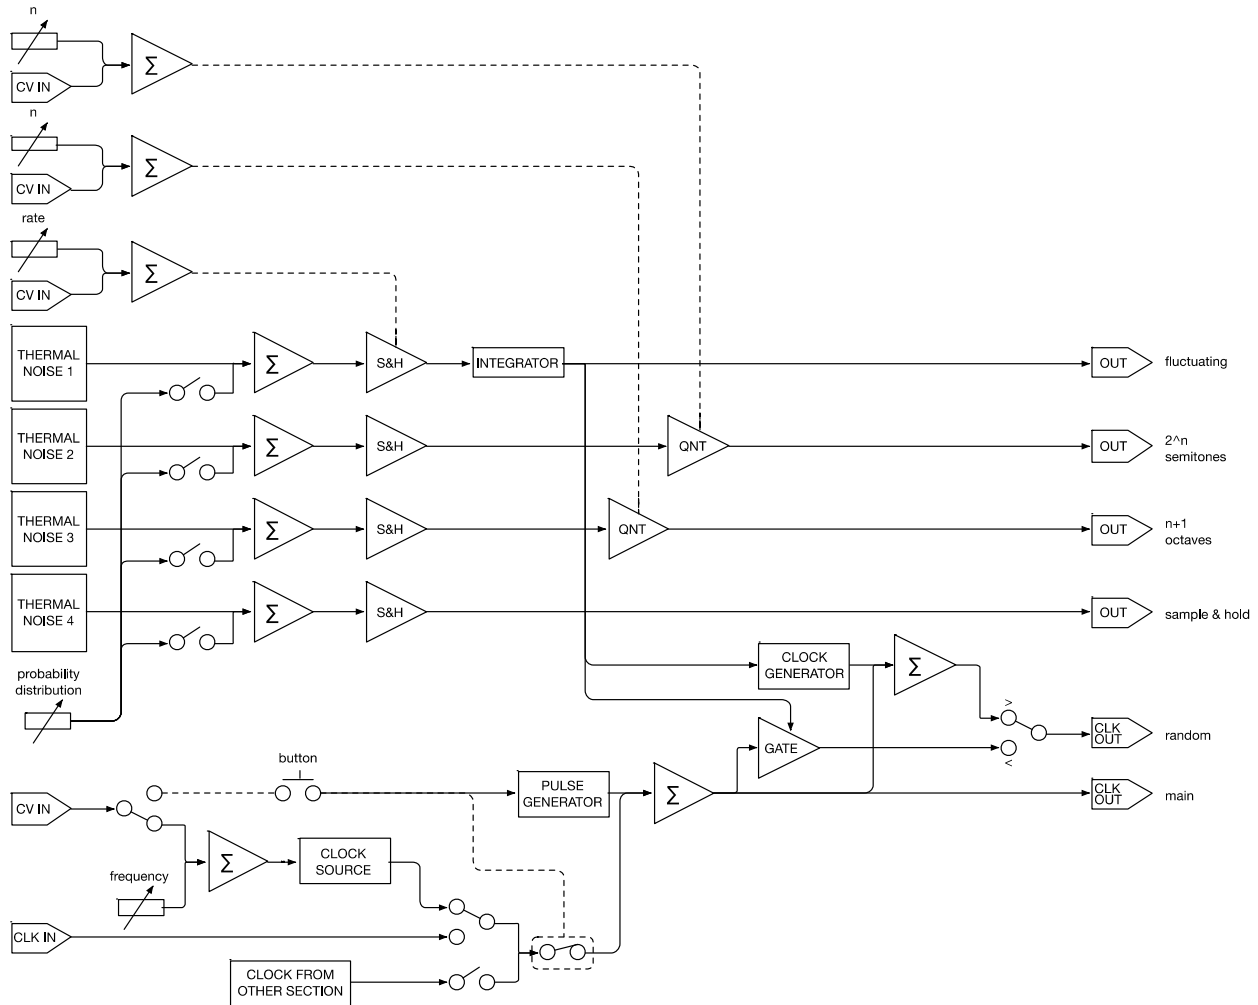 n
Σ
CV IN
n
Σ
CV IN
rate
Σ
CV IN
THERMAL
NOISE 1
Σ
S&H
INTEGRATOR
OUT
fluctuating
THERMAL
NOISE 2
Σ
S&H
QNT
OUT
2^n
semitones
THERMAL
NOISE 3
Σ
S&H
QNT
OUT
n+1
octaves
THERMAL
NOISE 4
Σ
S&H
OUT
sample & hold
probability
distribution
CLOCK
GENERATOR
Σ
>
<
CLK
OUT
random
GATE
button
PULSE
GENERATOR
Σ
CLK
OUT
main
CV IN
Σ
CLOCK
SOURCE
frequency
CLK IN
CLOCK FROM
OTHER SECTION